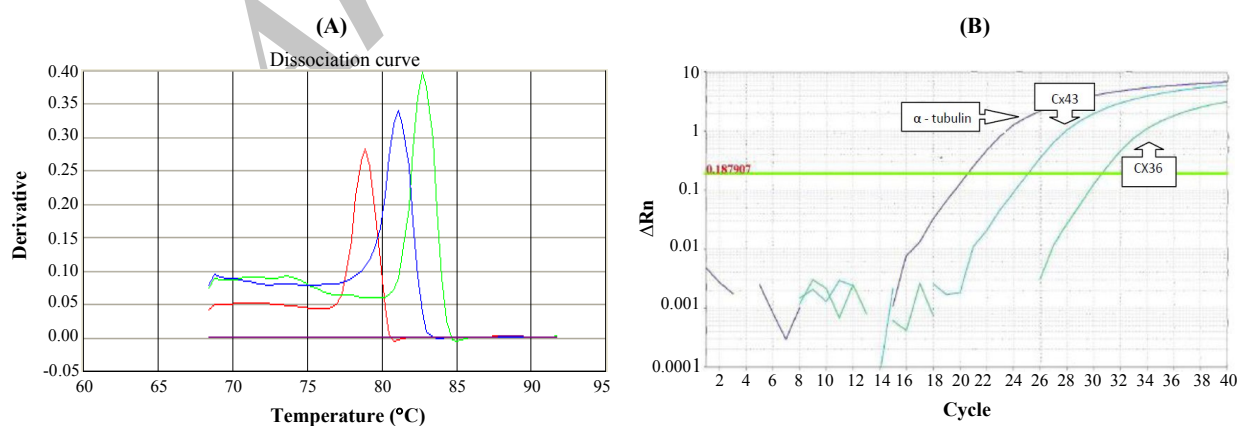 (A)
Dissociation curve
0.40
0.35
0.30
0.25
0.20
0.15
0.10
0.05
0.00
-0.05
60 65 70 75 80 85 90 95
Derivative
Temperature (°C)
(B)
10
1
0.1
0.01
0.001
0.0001
0.187907
α - tubulin
Cx43
CX36
2 4 6 8 10 12 14 16 18 20 22 24 26 28 30 32 34 36 38 40
ΔRn
Cycle